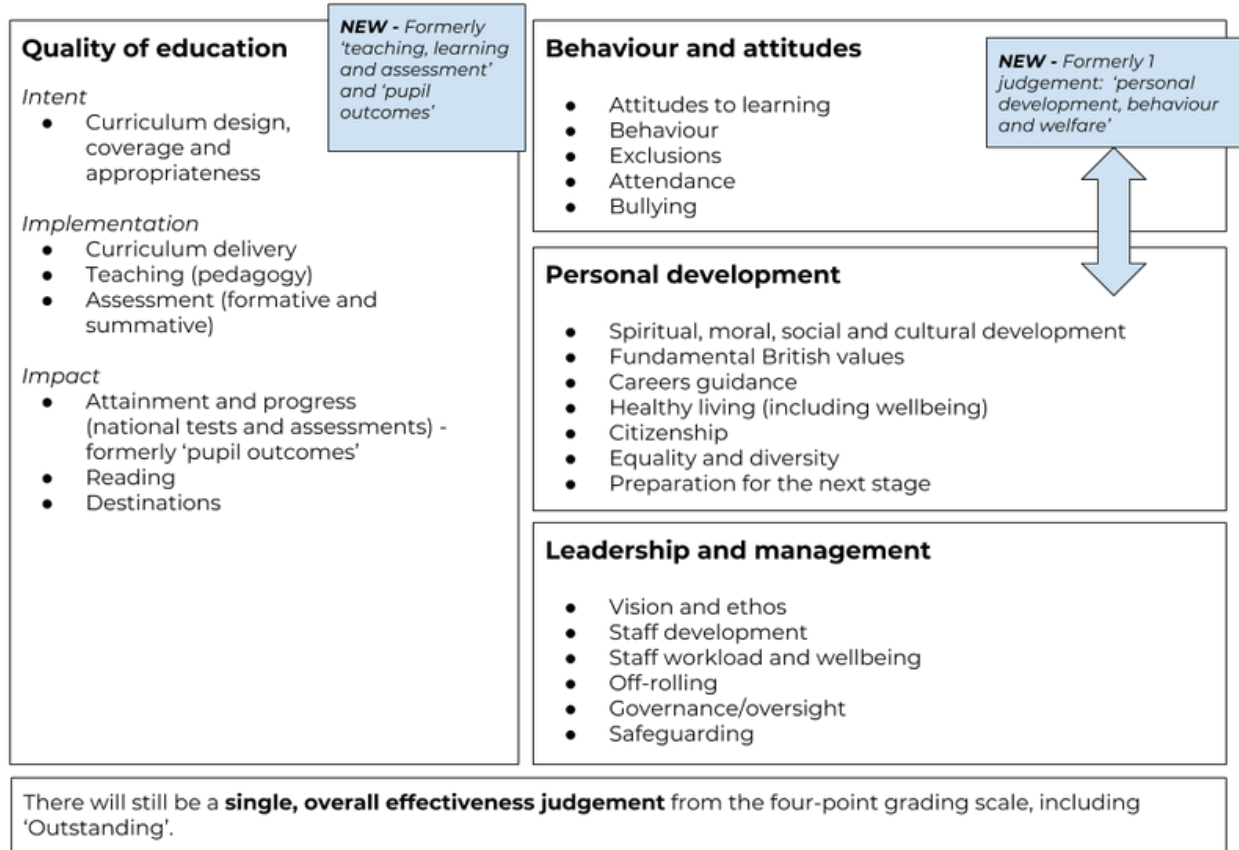 Quality of education
NEW - Formerly
‘teaching, learning
and assessment’
and ‘pupil
outcomes’
Intent
● Curriculum design,
coverage and
appropriateness
Implementation
● Curriculum delivery
● Teaching (pedagogy)
● Assessment (formative and
summative)
Impact
● Attainment and progress
(national tests and assessments) -
formerly ‘pupil outcomes’
● Reading
● Destinations
Behaviour and attitudes
NEW - Formerly 1
judgement: ‘personal
development, behaviour
and welfare’
● Attitudes to learning
● Behaviour
● Exclusions
● Attendance
● Bullying
Personal development
● Spiritual, moral, social and cultural development
● Fundamental British values
● Careers guidance
● Healthy living (including wellbeing)
● Citizenship
● Equality and diversity
● Preparation for the next stage
Leadership and management
● Vision and ethos
● Staff development
● Staff workload and wellbeing
● Off-rolling
● Governance/oversight
● Safeguarding
There will still be a single, overall effectiveness judgement from the four-point grading scale, including
‘Outstanding’.